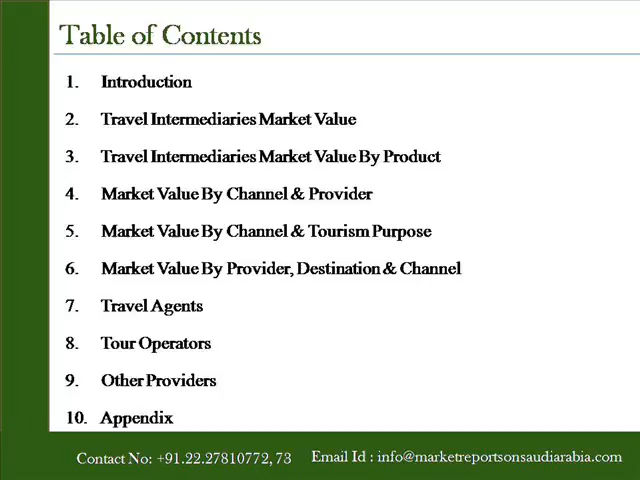 Table of Contents
1. Introduction
2. Travel Intermediaries Market Value
3. Travel Intermediaries Market Value By Product
4. Market Value By Channel & Provider
5. Market Value By Channel & Tourism Purpose
6. Market Value By Provider, Destination & Channel
7. Travel Agents
8. Tour Operators
9. Other Providers
10. Appendix
Contact No: +91.22.27810772, 73 Email Id : info@marketreportsonsaudiarabia.com